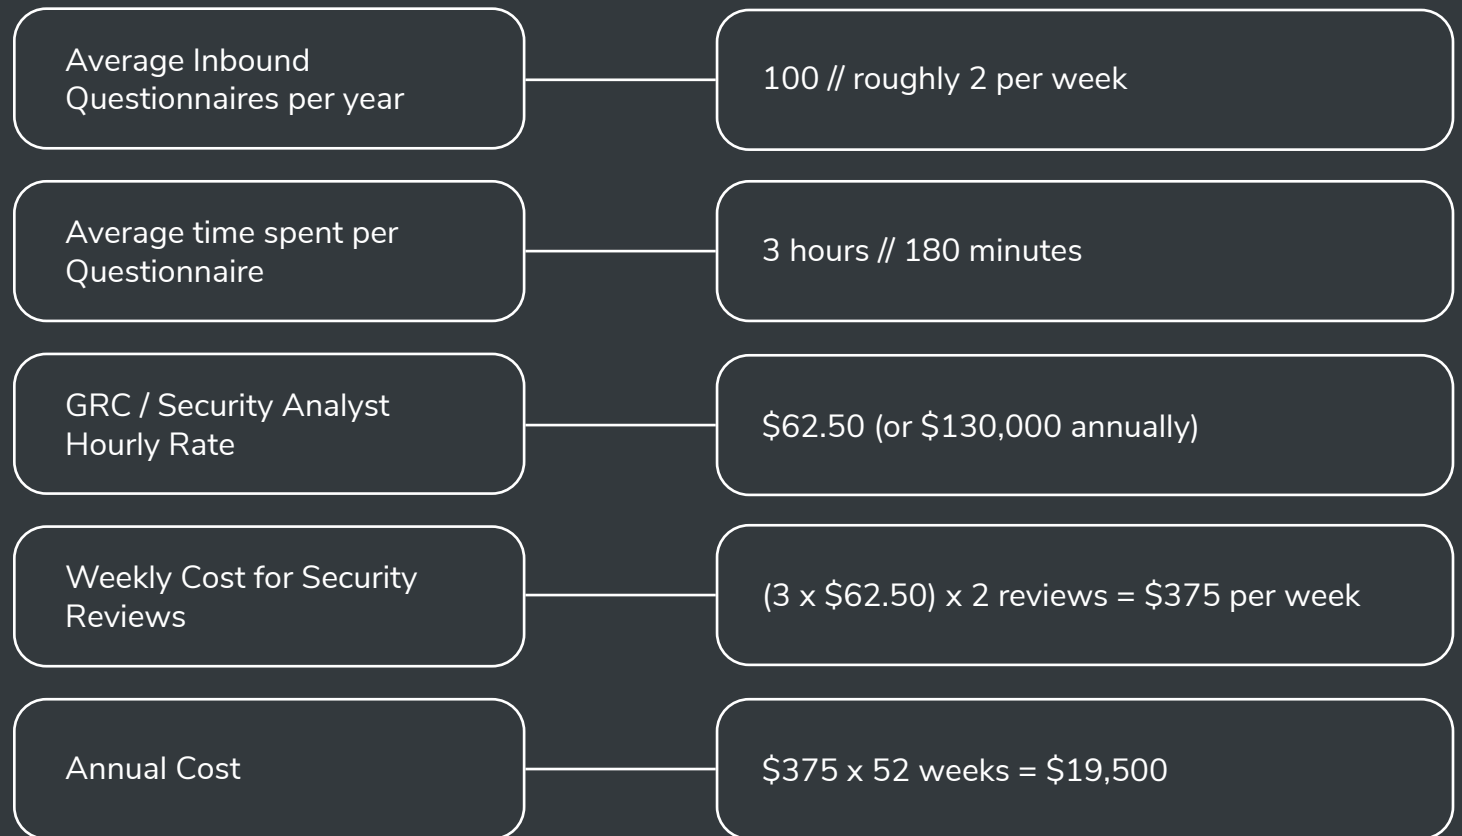 Average Inbound
Questionnaires per year
100 // roughly 2 per week
Average time spent per
Questionnaire
3 hours // 180 minutes
GRC / Security Analyst
Hourly Rate
$62.50 (or $130,000 annually)
Weekly Cost for Security
Reviews
(3 x $62.50) x 2 reviews = $375 per week
Annual Cost
$375 x 52 weeks = $19,500